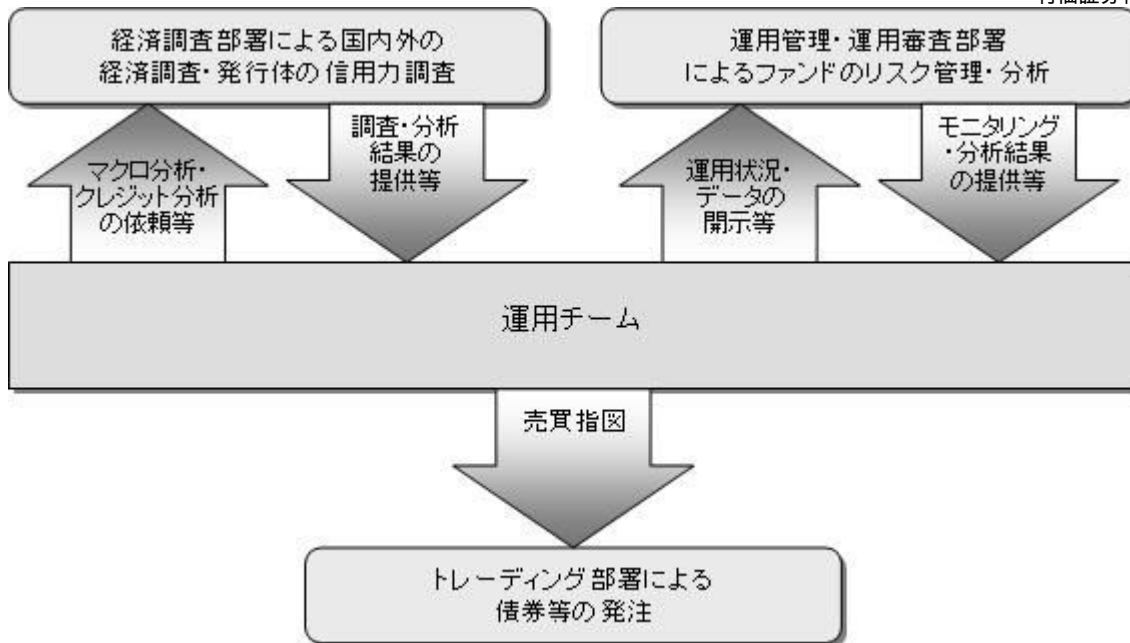 経済調査部署による国内外の
経済調査・発行体の信用力調査
運用管理・運用審査部署
によるファンドのリスク管理・分析
マクロ分析・
クレジット分析
の依頼等
調査・分析
結果の
提供等
運用状況・
データの
開示等
モニタリング
・分析結果
の提供等
運用チーム
売買指図
トレーディング部署による
債券等の発注